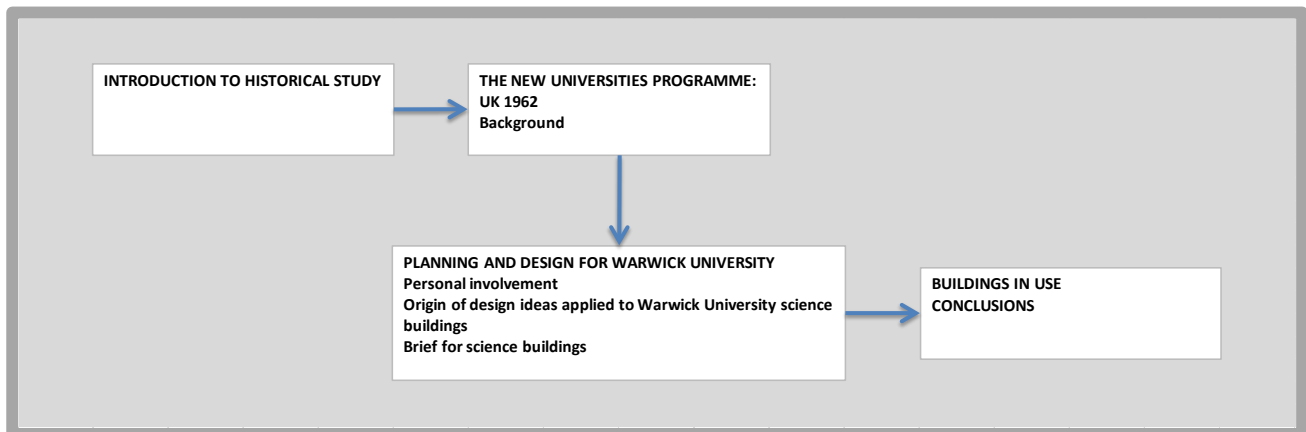 INTRODUCTION TO HISTORICAL STUDY
THE NEW UNIVERSITIES PROGRAMME:
UK 1962
Background
PLANNING AND DESIGN FOR WARWICK UNIVERSITY
Personal involvement
Origin of design ideas applied to Warwick University science
buildings
Brief for science buildings
BUILDINGS IN USE
CONCLUSIONS